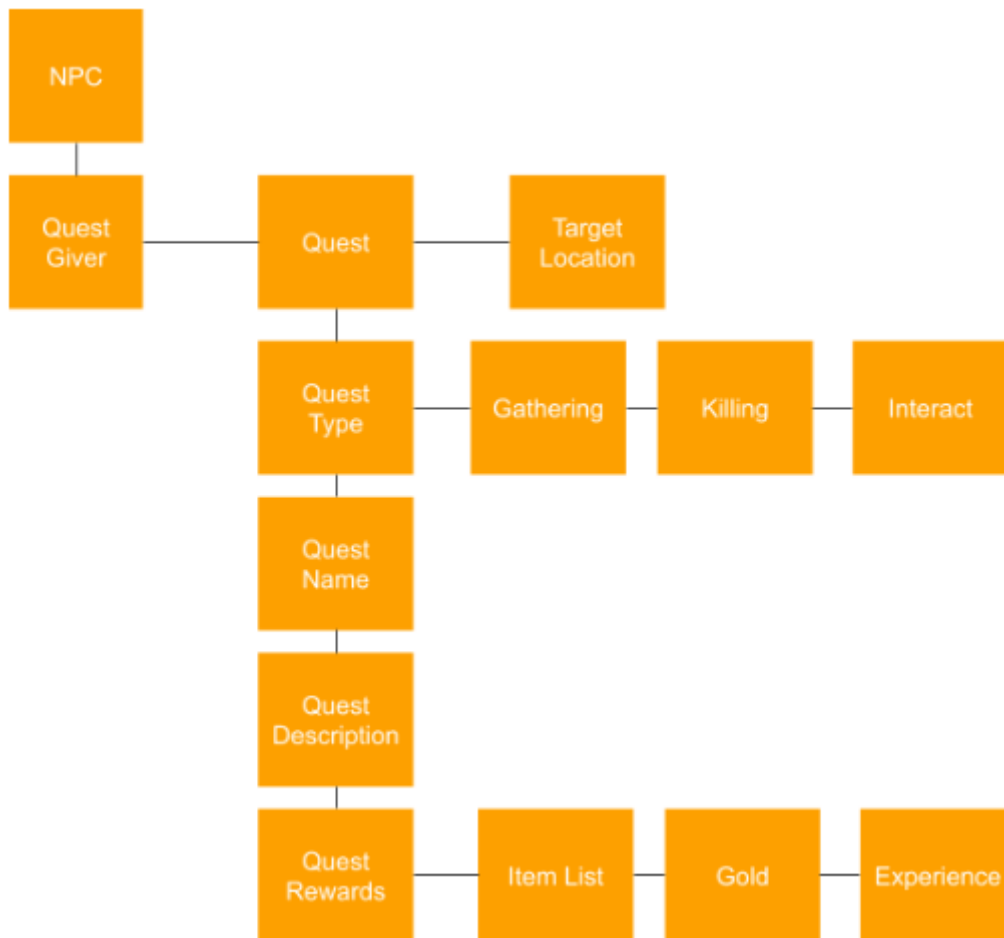 NPC
Quest
Giver
Quest
Target
Location
Quest
Type
Gathering
Killing
Interact
Quest
Name
Quest
Description
Quest
Rewards
Item List
Gold
Experience